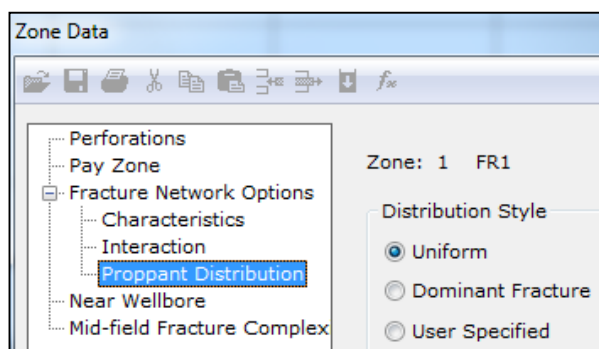 Zone Data
fx
Perforations
Pay Zone
Fracture Network Options
Characteristics
Interaction
Proppant Distribution
Near Wellbore
Mid-field Fracture Complex
Zone: 1 FR1
Distribution Style
Uniform
Dominant Fracture
User Specified